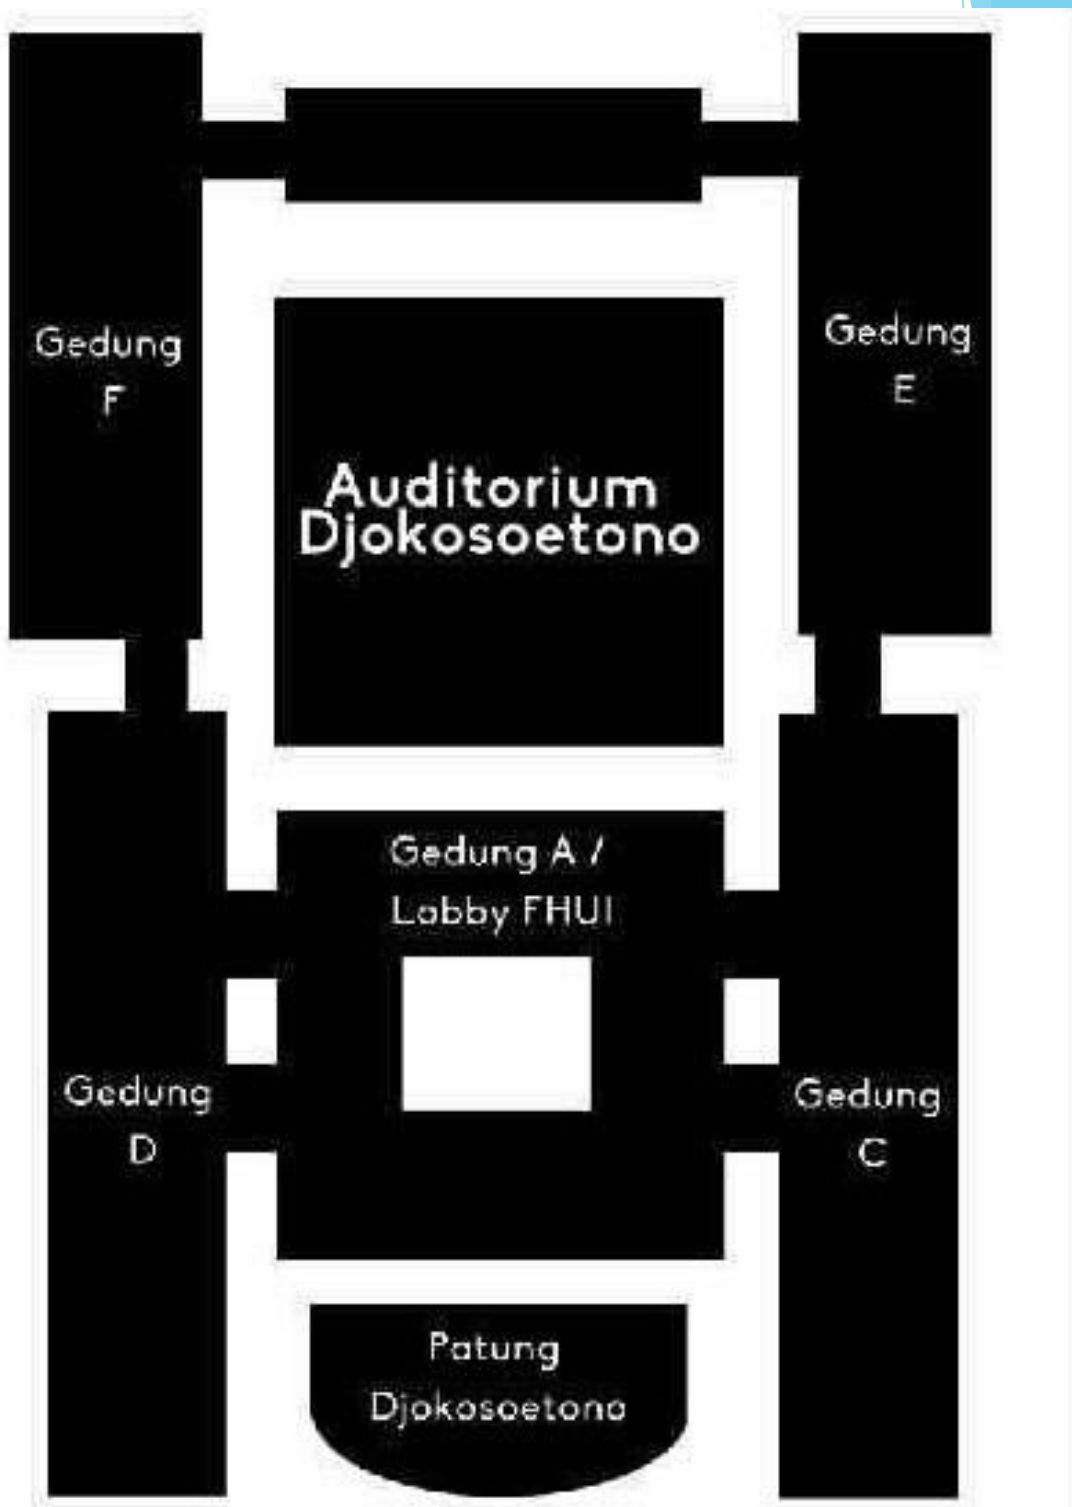 Gedung
F
Gedung
E
Auditorium
Djokosoetono
Gedung A /
Lobby FHUI
Gedung
D
Gedung
C
Patung
Djokosoetono